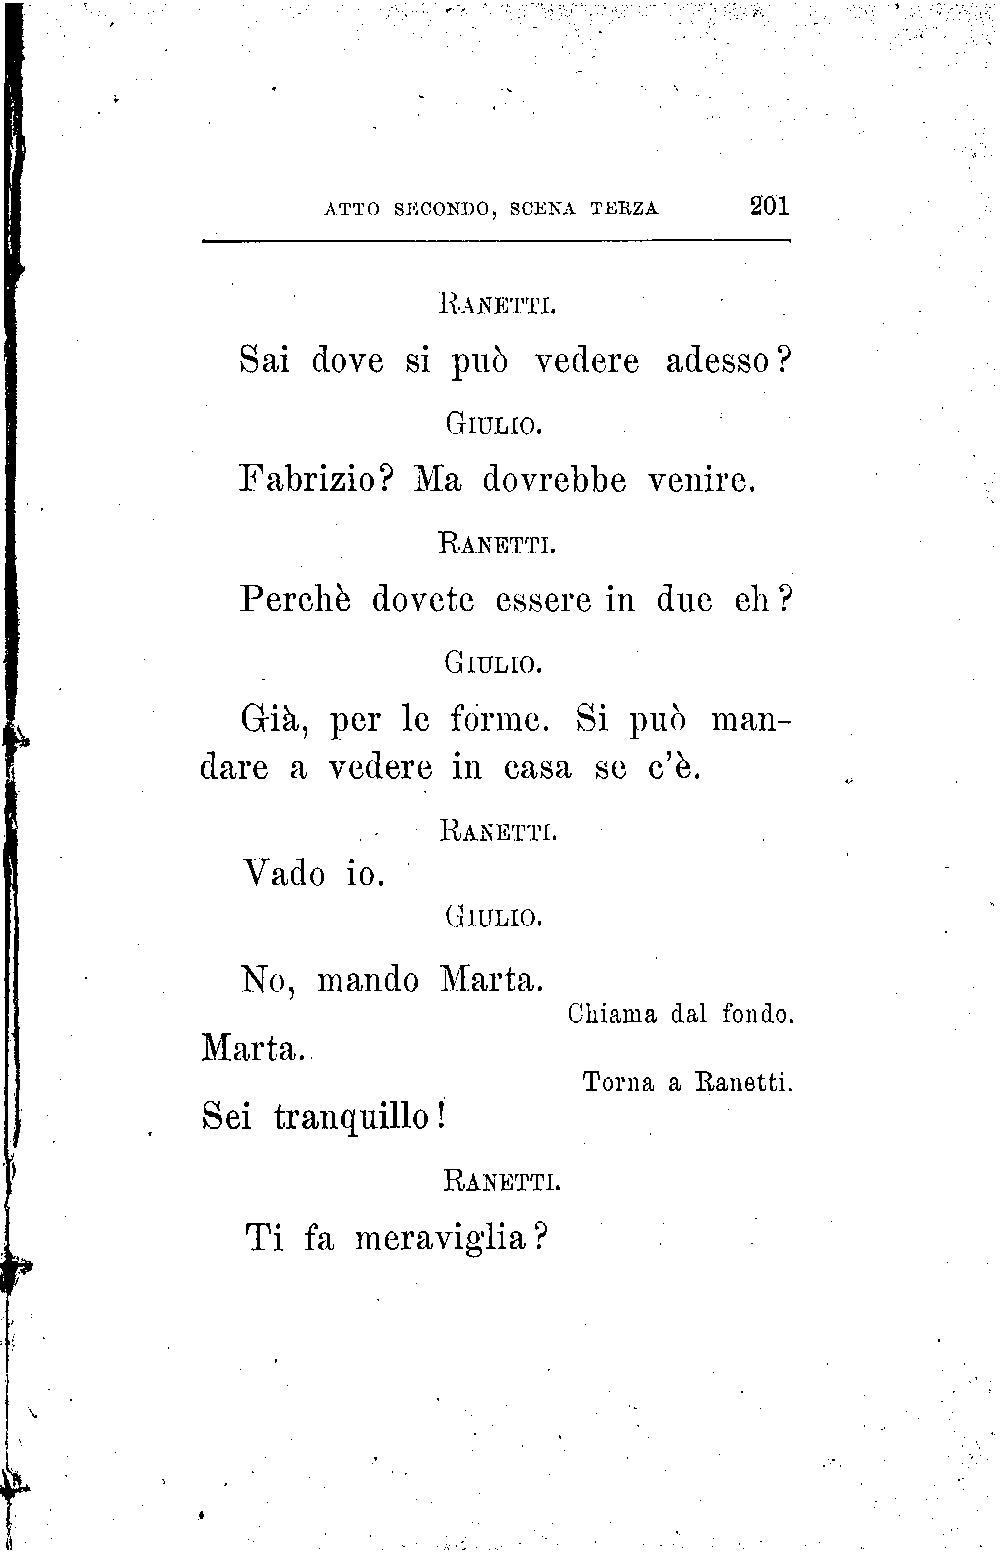 ATTO SECONDO, SCENA TERZA 201
RANETTI.
Sai dove si può vedere adesso?
GIULIO.
Fabrizio? Ma dovrebbe venire.
RANETTI.
Perchè dovete essere in due eh?
GIULIO.
Già, per le forme. Si può man-
dare a vedere in casa se c'è.
RANETTI.
Vado io.
GIULIO.
No, mando Marta.
Chiama dal fondo.
Marta.
Torna a Ranetti.
Sei tranquillo!
RANETTI.
Ti fa meraviglia?